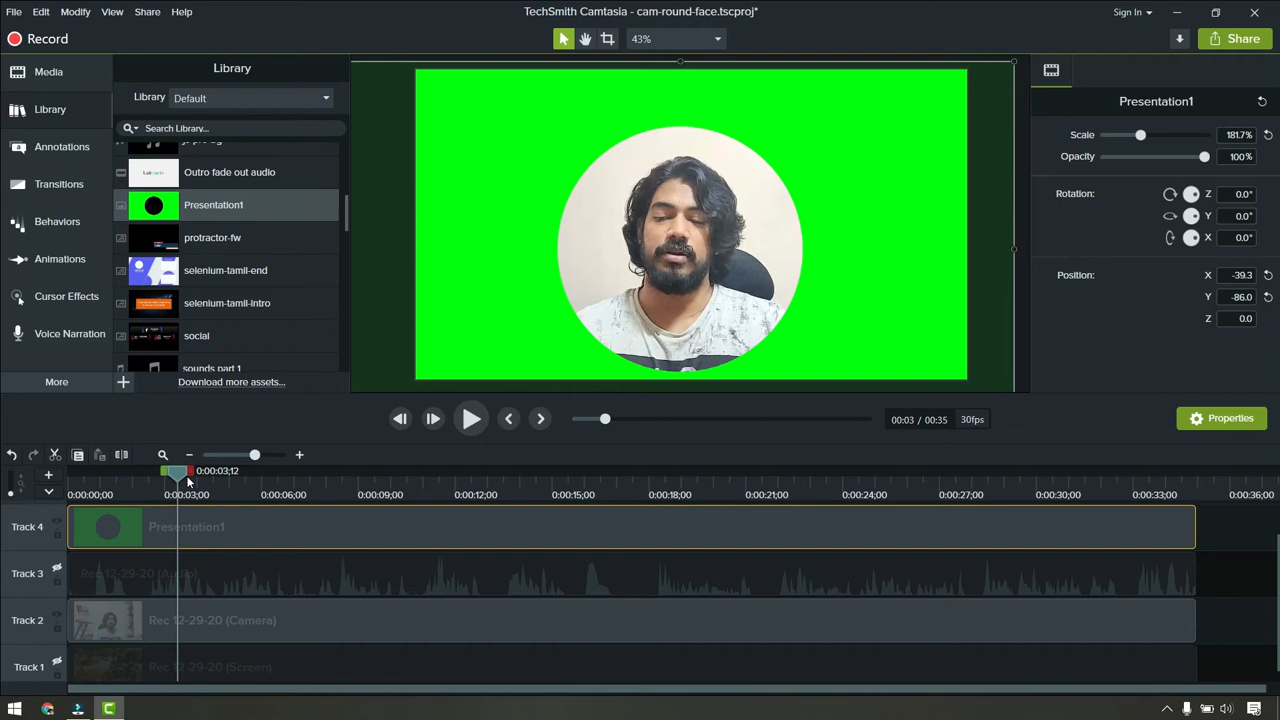 File Edit Modify View Share Help
TechSmith Camtasia - cam-round-face.tscproj*
Sign In
Record
43%
Share
Media
Library
Annotations
Transitions
Behaviors
Animations
Cursor Effects
Voice Narration
More
Library
Library Default
Search Library...
Outro fade out audio
Presentation1
protractor-fw
selenium-tamil-end
selenium-tamil-Intro
social
sounds part 1
Download more assets...
Presentation1
Scale 181.7%
Opacity 100%
Rotation: Z 0.0°
Y 0.0°
X 0.0°
Position: X -39.3
Y -86.0
Z 0.0
00:03 / 00:35 30fps
Properties
0:00:03;12
0:00:00;00 0:00:03;00 0:00:06;00 0:00:09;00 0:00:12;00 0:00:15;00 0:00:18;00 0:00:21;00 0:00:24;00 0:00:27;00 0:00:30;00 0:00:33;00 0:00:36;00
Track 4 Presentation1
Track 3 Rec 12-29-20 (Audio)
Track 2 Rec 12-29-20 (Camera)
Track 1 Rec 12-29-20 (Screen)